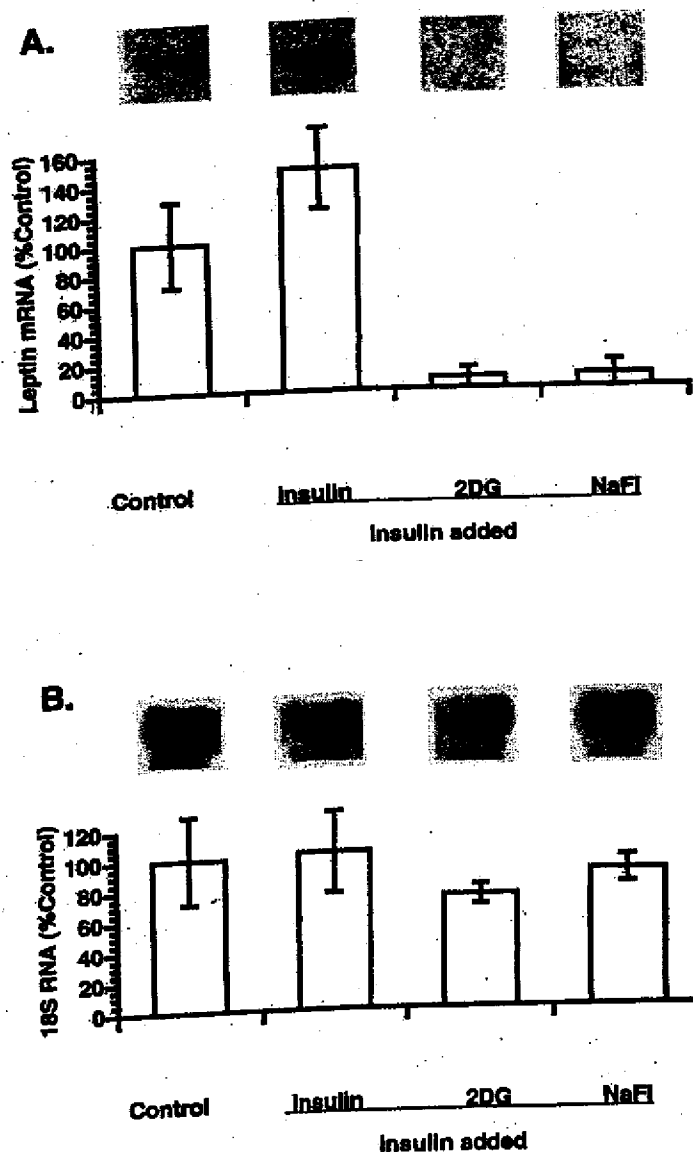 A.
Leptin mRNA (%Control)
160
140
120
100
80
60
40
20
0
Control
Insulin
2DG
NaFl
Insulin added
B.
18S RNA (%Control)
120
100
80
60
40
20
0
Control
Insulin
2DG
NaFl
Insulin added